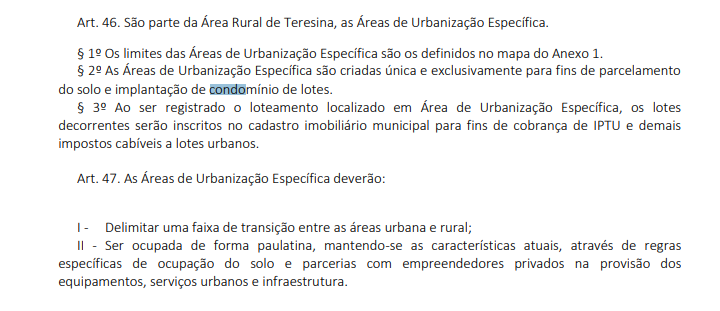 Art. 46. São parte da Área Rural de Teresina, as Áreas de Urbanização Específica.
§ 1º Os limites das Áreas de Urbanização Específica são os definidos no mapa do Anexo 1.
§ 2º As Áreas de Urbanização Específica são criadas única e exclusivamente para fins de parcelamento
do solo e implantação de condomínio de lotes.
§ 3º Ao ser registrado o loteamento localizado em Área de Urbanização Específica, os lotes
decorrentes serão inscritos no cadastro imobiliário municipal para fins de cobrança de IPTU e demais
impostos cabíveis a lotes urbanos.
Art. 47. As Áreas de Urbanização Específica deverão:
I - Delimitar uma faixa de transição entre as áreas urbana e rural;
II - Ser ocupada de forma paulatina, mantendo-se as características atuais, através de regras
específicas de ocupação do solo e parcerias com empreendedores privados na provisão dos
equipamentos, serviços urbanos e infraestrutura.